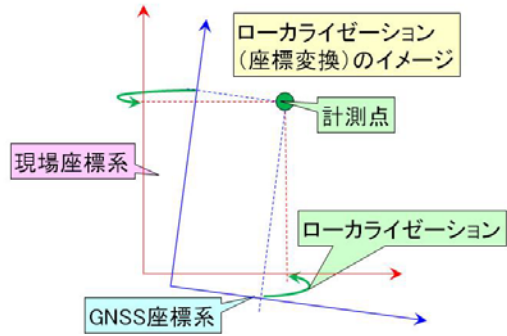 ローカライゼーション
(座標変換)のイメージ
計測点
現場座標系
ローカライゼーション
GNSS座標系